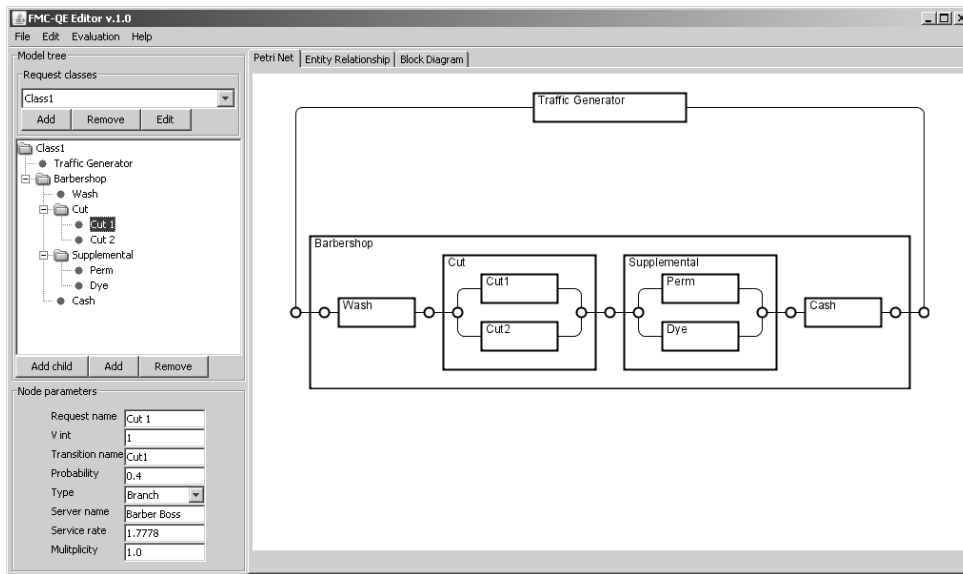 FMC-QE Editor v.1.0
File Edit Evaluation Help
Model tree
Request classes
Class1
Add Remove Edit
Class1
Traffic Generator
Barbershop
Wash
Cut
Cut 1
Cut 2
Supplemental
Perm
Dye
Cash
Add child Add Remove
Node parameters
Request name Cut 1
V int 1
Transition name Cut1
Probability 0.4
Type Branch
Server name Barber Boss
Service rate 1.7778
Mulitplicity 1.0
Petri Net Entity Relationship Block Diagram
Traffic Generator
Barbershop
Cut Supplemental
Cut1 Perm
Wash Cash
Cut2 Dye